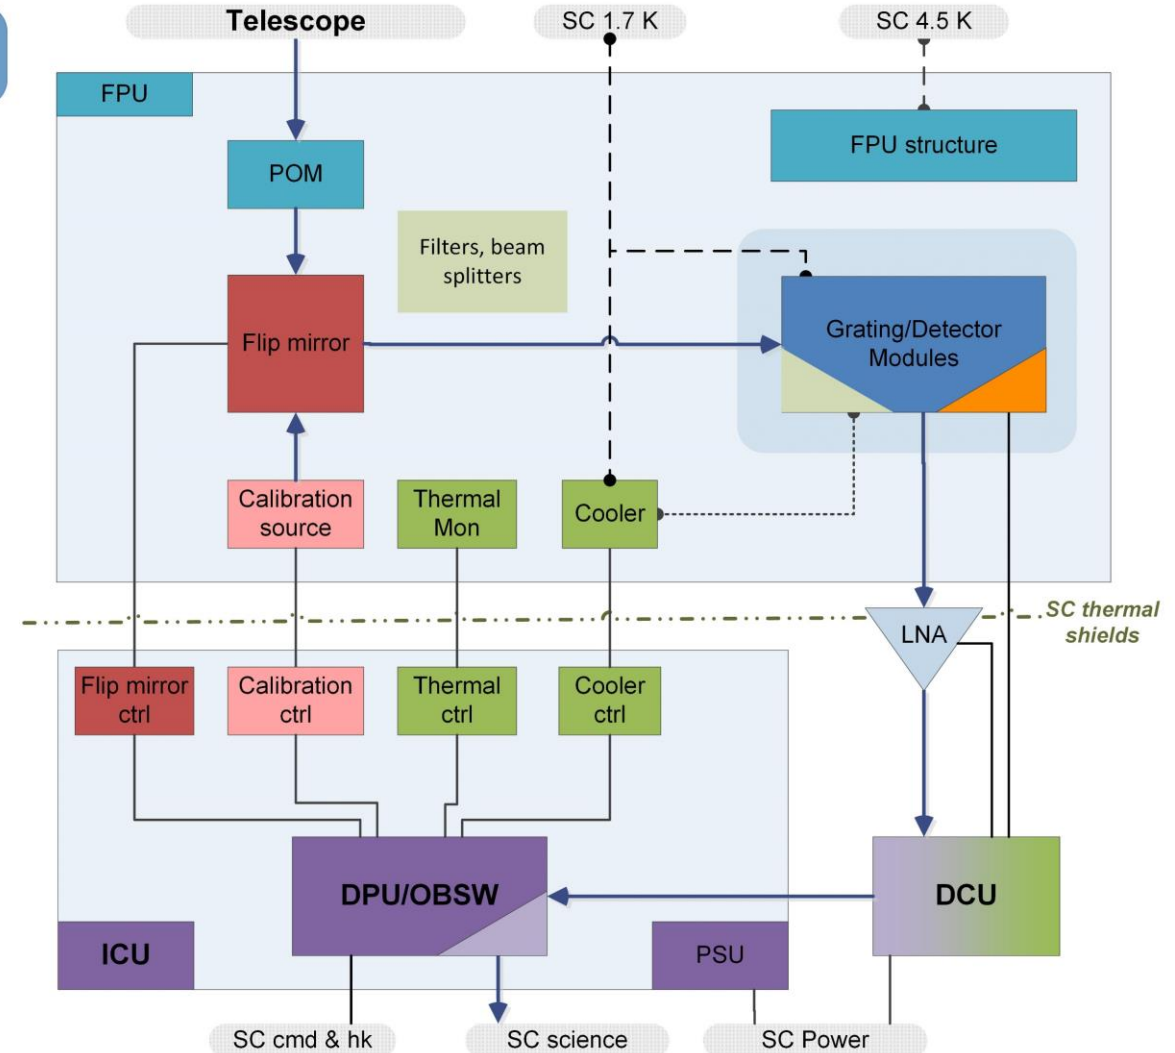 Telescope
SC 1.7 K
SC 4.5 K
FPU
FPU structure
POM
Filters, beam
splitters
Flip mirror
Grating/Detector
Modules
Calibration
source
Thermal
Mon
Cooler
SC thermal
shields
LNA
Flip mirror
ctrl
Calibration
ctrl
Thermal
ctrl
Cooler
ctrl
DPU/OBSW
DCU
ICU
PSU
SC cmd & hk
SC science
SC Power